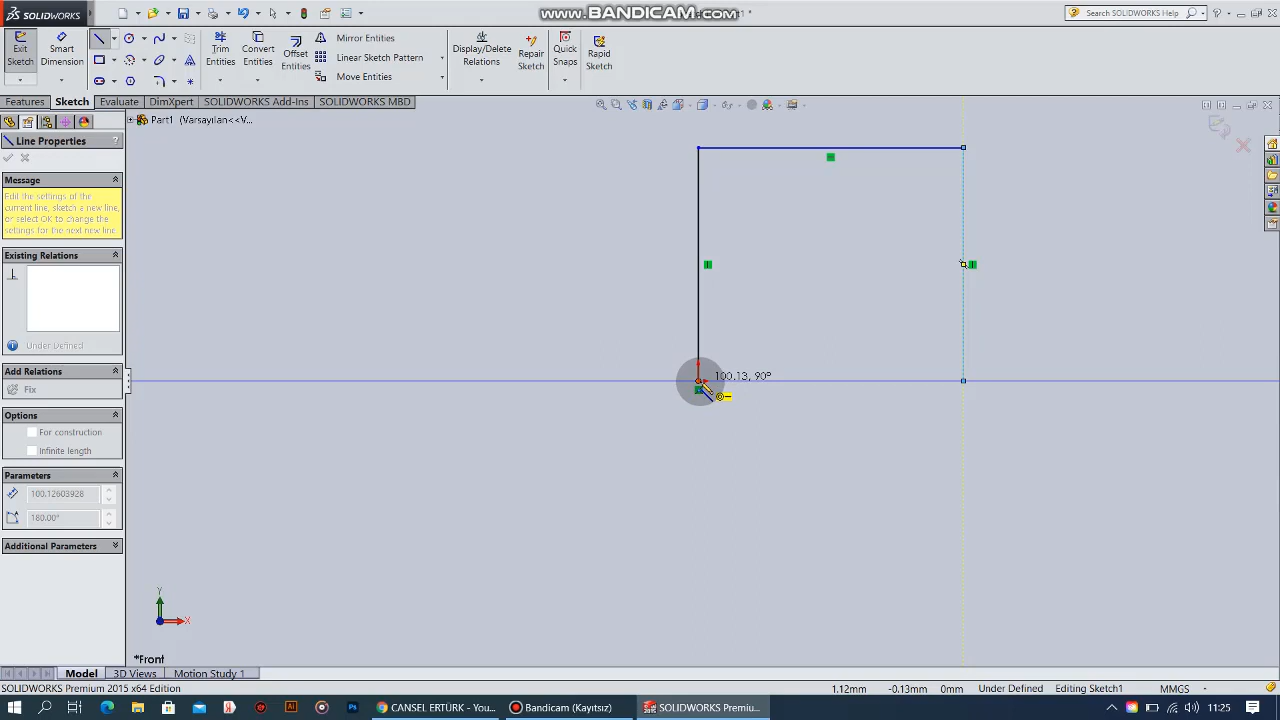 SOLIDWORKS
WWW.BANDICAM.COM
1 *
Search SOLIDWORKS Help
Exit Sketch
Smart Dimension
Trim Entities
Convert Entities
Offset Entities
Mirror Entities
Linear Sketch Pattern
Move Entities
Display/Delete Relations
Repair Sketch
Quick Snaps
Rapid Sketch
Features
Sketch
Evaluate
DimXpert
SOLIDWORKS Add-Ins
SOLIDWORKS MBD
Part1 (Varsayılan<<V...
Line Properties
?
Message
Edit the settings of the
current line, sketch a new line,
or select OK to change the
settings for the next new line.
Existing Relations
Under Defined
Add Relations
Fix
Options
For construction
Infinite length
Parameters
100.12603928
180.00°
Additional Parameters
100.13, 90°
Y
X
*Front
Model
3D Views
Motion Study 1
SOLIDWORKS Premium 2015 x64 Edition
1.12mm
-0.13mm
0mm
Under Defined
Editing Sketch1
MMGS
CANSEL ERTÜRK - You...
Bandicam (Kayıtsız)
SOLIDWORKS Premiu...
11:25